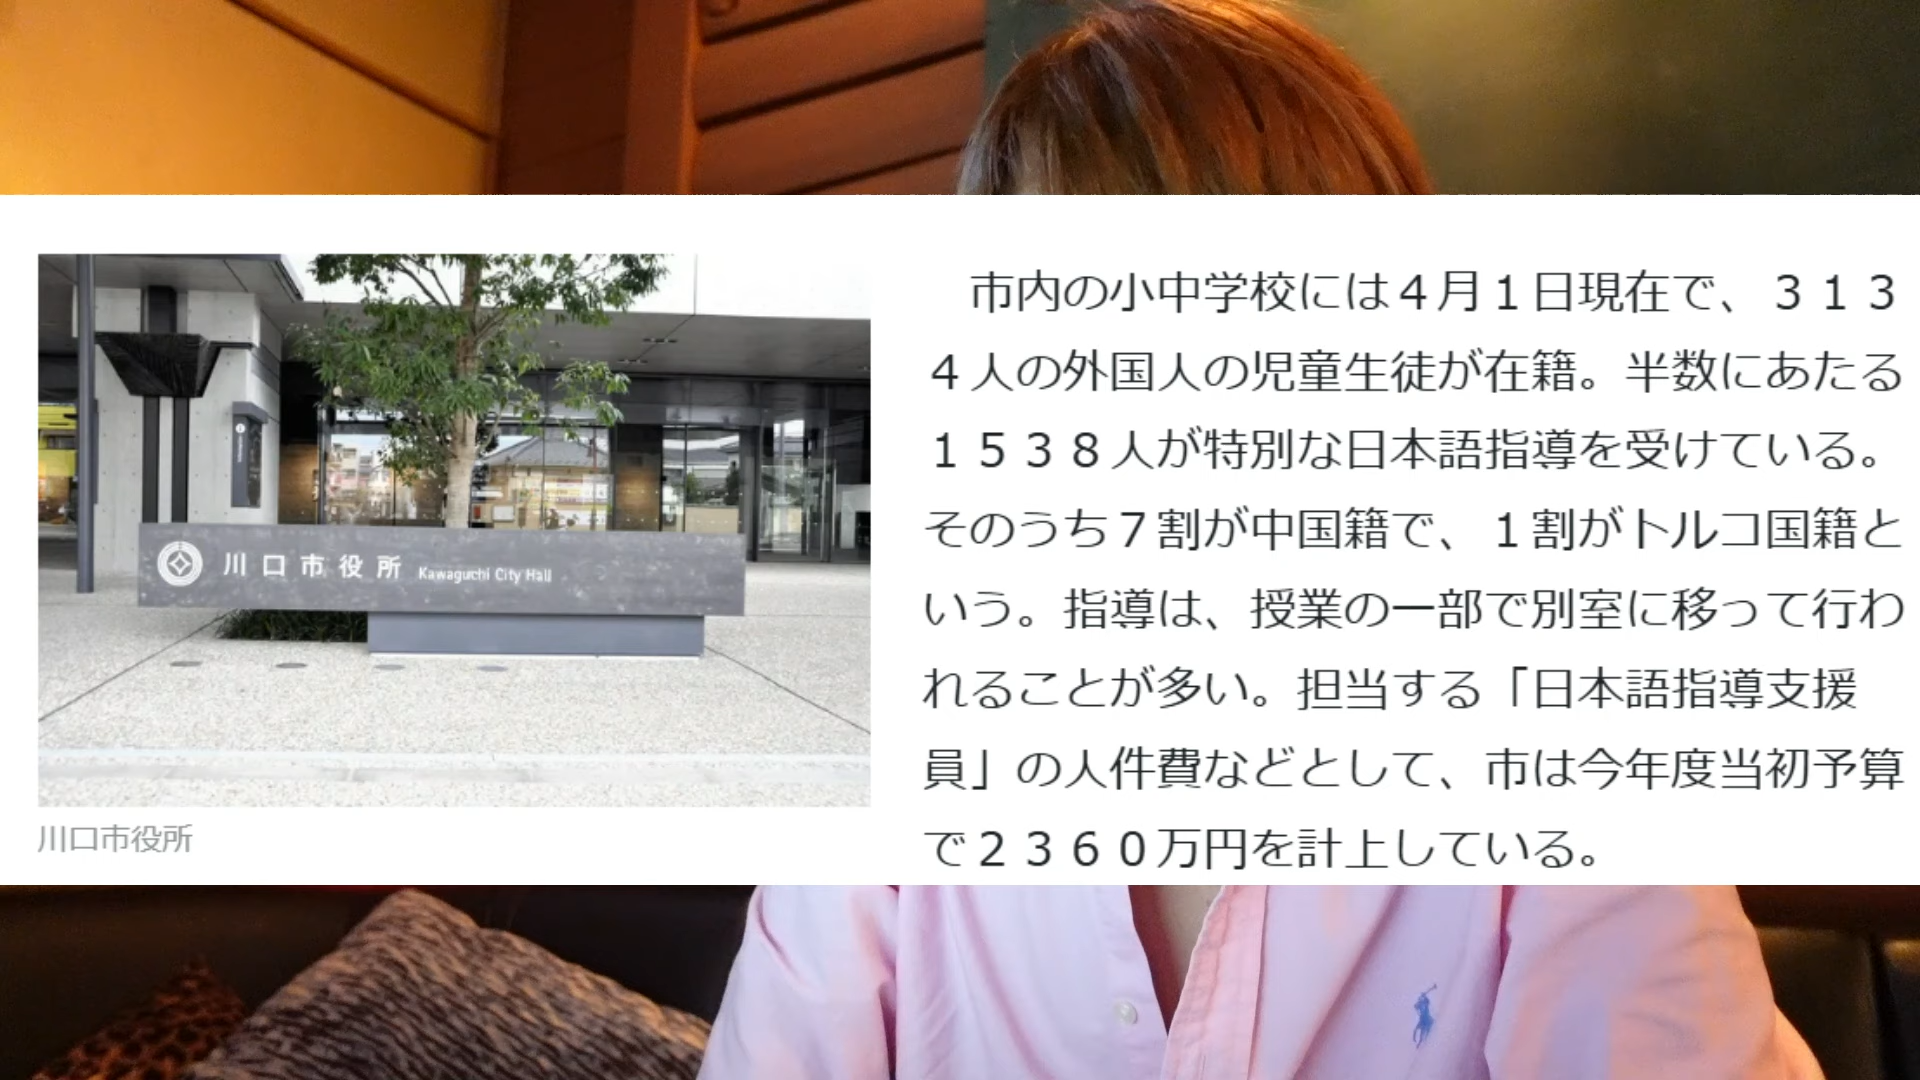 川口市役所 Kawaguchi City Hall
川口市役所
市内の小中学校には４月１日現在で、３１３
４人の外国人の児童生徒が在籍。半数にあたる
１５３８人が特別な日本語指導を受けている。
そのうち７割が中国籍で、１割がトルコ国籍と
いう。指導は、授業の一部で別室に移って行わ
れることが多い。担当する「日本語指導支援
員」の人件費などとして、市は今年度当初予算
で２３６０万円を計上している。